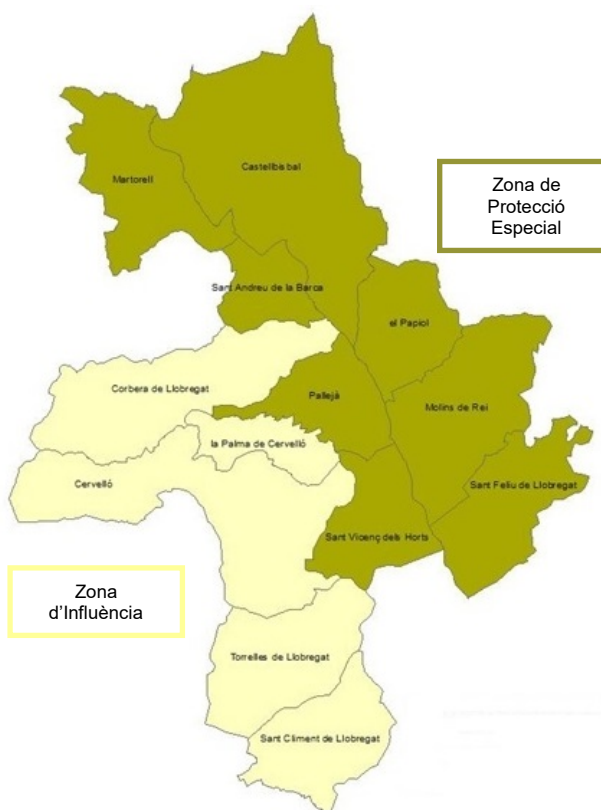 Castellbisbal
Martorell
Zona de
Protecció
Especial
Sant Andreu de la Barca
el Papiol
Corbera de Llobregat
Pallejà
Molins de Rei
la Palma de Cervelló
Cervelló
Sant Feliu de Llobregat
Sant Vicenç dels Horts
Zona
d'Influència
Torrelles de Llobregat
Sant Climent de Llobregat